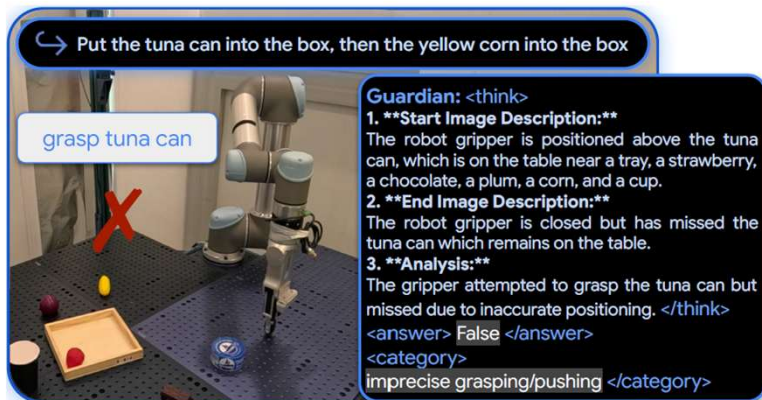 Put the tuna can into the box, then the yellow corn into the box
grasp tuna can
Guardian: <think>
1. **Start Image Description:**
The robot gripper is positioned above the tuna
can, which is on the table near a tray, a strawberry,
a chocolate, a plum, a corn, and a cup.
2. **End Image Description:**
The robot gripper is closed but has missed the
tuna can which remains on the table.
3. **Analysis:**
The gripper attempted to grasp the tuna can but
missed due to inaccurate positioning. </think>
<answer> False </answer>
<category>
imprecise grasping/pushing </category>